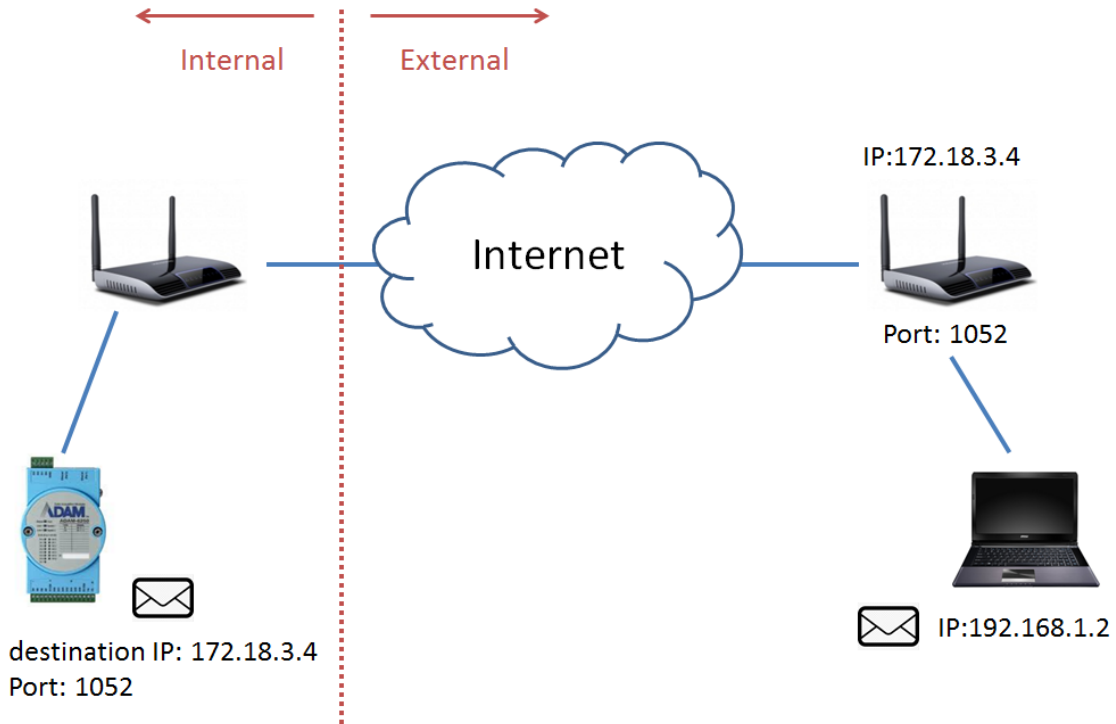 Internal
External
IP:172.18.3.4
Internet
Port: 1052
ADAM
IP:192.168.1.2
destination IP: 172.18.3.4
Port: 1052